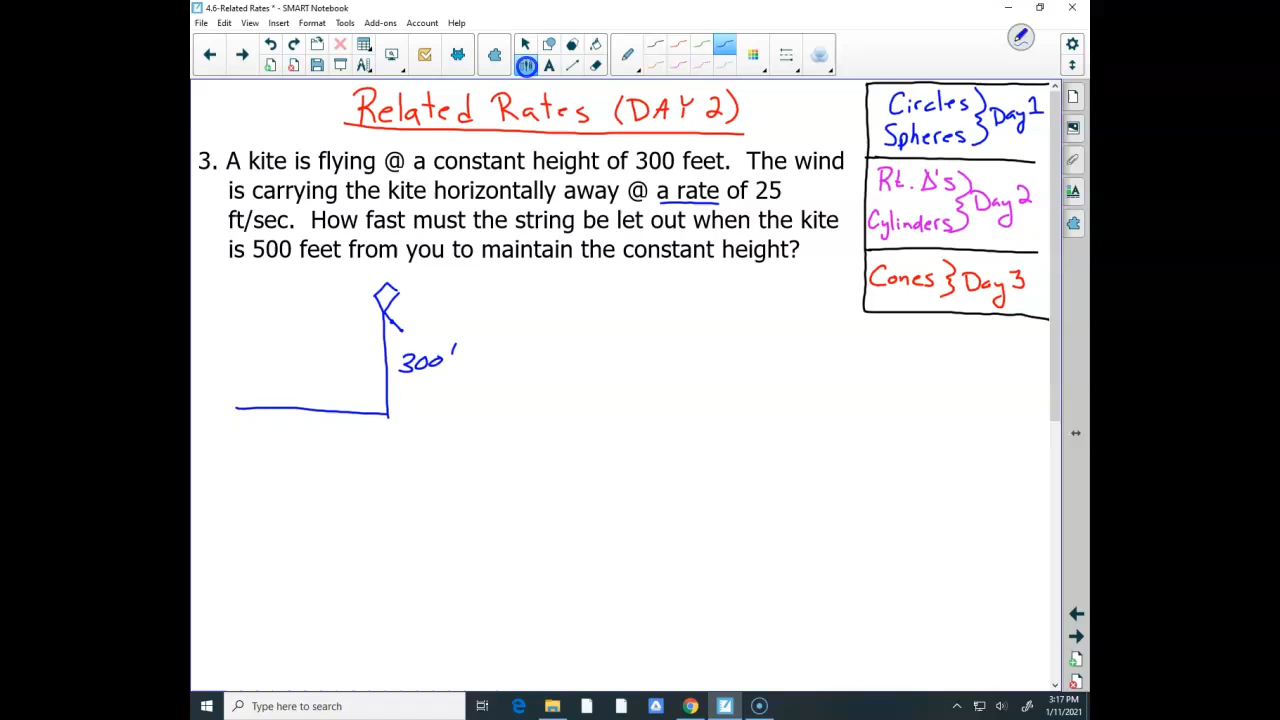 4.6-Related Rates * - SMART Notebook
File Edit View Insert Format Tools Add-ons Account Help
Related Rates (DAY 2)
3. A kite is flying @ a constant height of 300 feet. The wind
is carrying the kite horizontally away @ a rate of 25
ft/sec. How fast must the string be let out when the kite
is 500 feet from you to maintain the constant height?
300'
Circles
Spheres
} Day 1
Rt. Δ's
Cylinders
} Day 2
Cones } Day 3
Type here to search
3:17 PM
1/11/2021